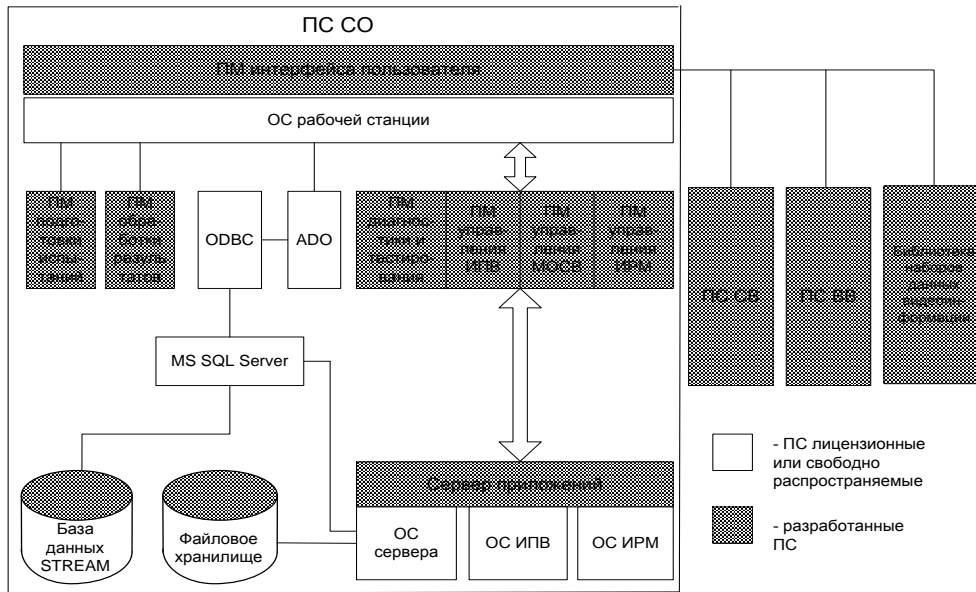 ПС СО
ПМ интерфейса пользователя
ОС рабочей станции
ПМ
подго-
товки
испы-
таний
ПМ
обра-
ботки
резуль
татов
ODBC
ADO
ПМ
диагнос-
тики и
тестиро-
вания
ПМ
управ-
ления
ИПВ
ПМ
управ-
ления
МОСВ
ПМ
управ-
ления
ИРМ
ПС СВ
ПС ВВ
Библиотека
наборов
данных
видеоин-
формации
MS SQL Server
- ПС лицензионные
или свободно
распространяемые
Сервер приложений
База
данных
STREAM
Файловое
хранилище
ОС
сервера
ОС ИПВ
ОС ИРМ
- разработанные
ПС